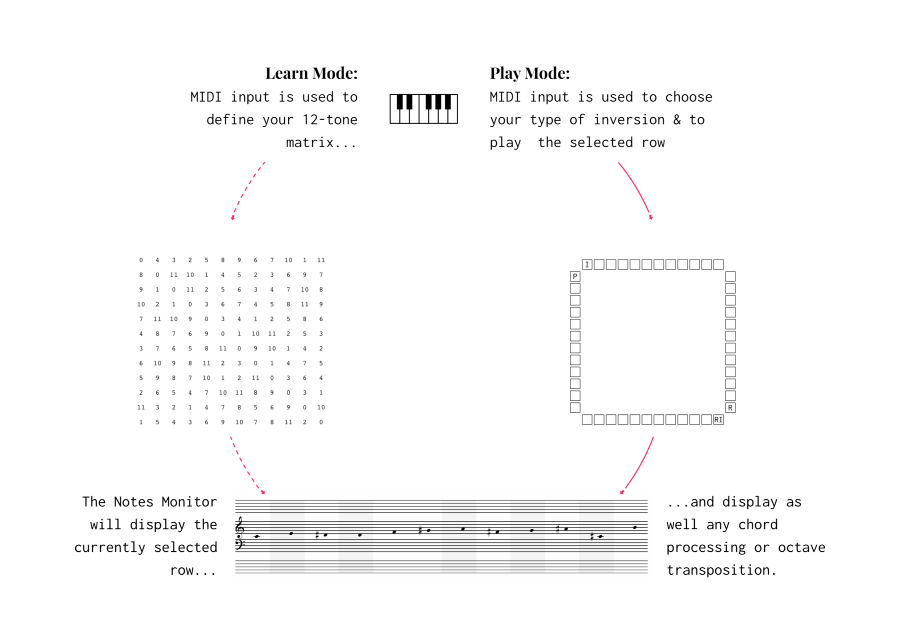 Learn Mode:
MIDI input is used to
define your 12-tone
matrix...
Play Mode:
MIDI input is used to choose
your type of inversion & to
play  the selected row
0 4 3 2 5 8 9 6 7 10 1 11
8 0 11 10 1 4 5 2 3 6 9 7
9 1 0 11 2 5 6 3 4 7 10 8
10 2 1 0 3 6 7 4 5 8 11 9
7 11 10 9 0 3 4 1 2 5 8 6
4 8 7 6 9 0 1 10 11 2 5 3
3 7 6 5 8 11 0 9 10 1 4 2
6 10 9 8 11 2 3 0 1 4 7 5
5 9 8 7 10 1 2 11 0 3 6 4
2 6 5 4 7 10 11 8 9 0 3 1
11 3 2 1 4 7 8 5 6 9 0 10
1 5 4 3 6 9 10 7 8 11 2 0
I
P
R
RI
The Notes Monitor
will display the
currently selected
row...
...and display as
well any chord
processing or octave
transposition.